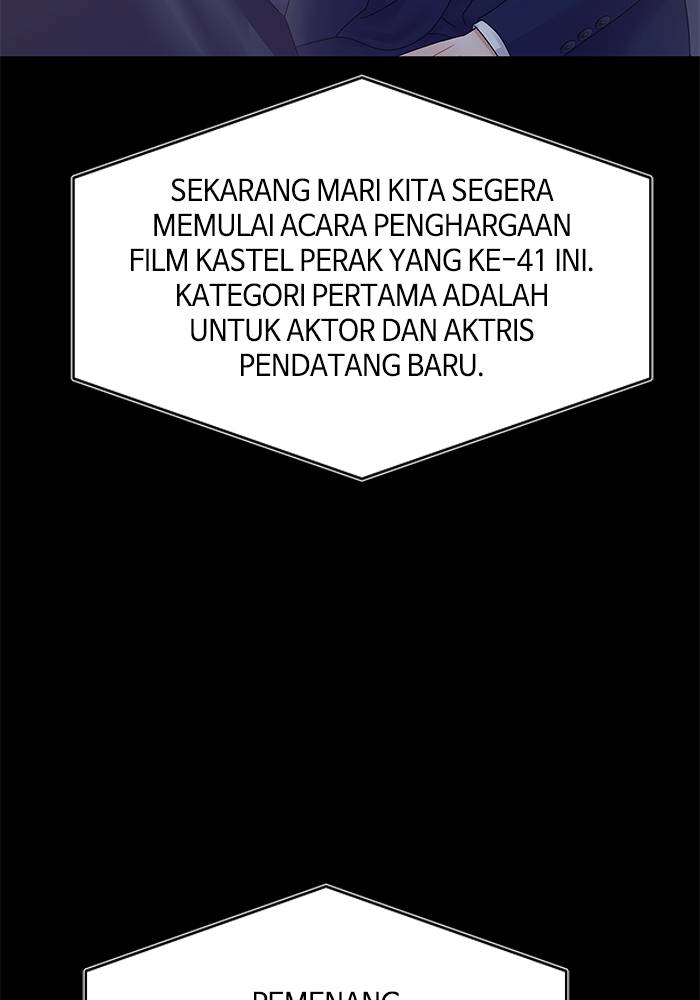 SEKARANG MARI KITA SEGERA
MEMULAI ACARA PENGHARGAAN
FILM KASTEL PERAK YANG KE-41 INI.
KATEGORI PERTAMA ADALAH
UNTUK AKTOR DAN AKTRIS
PENDATANG BARU.
PEMENANG